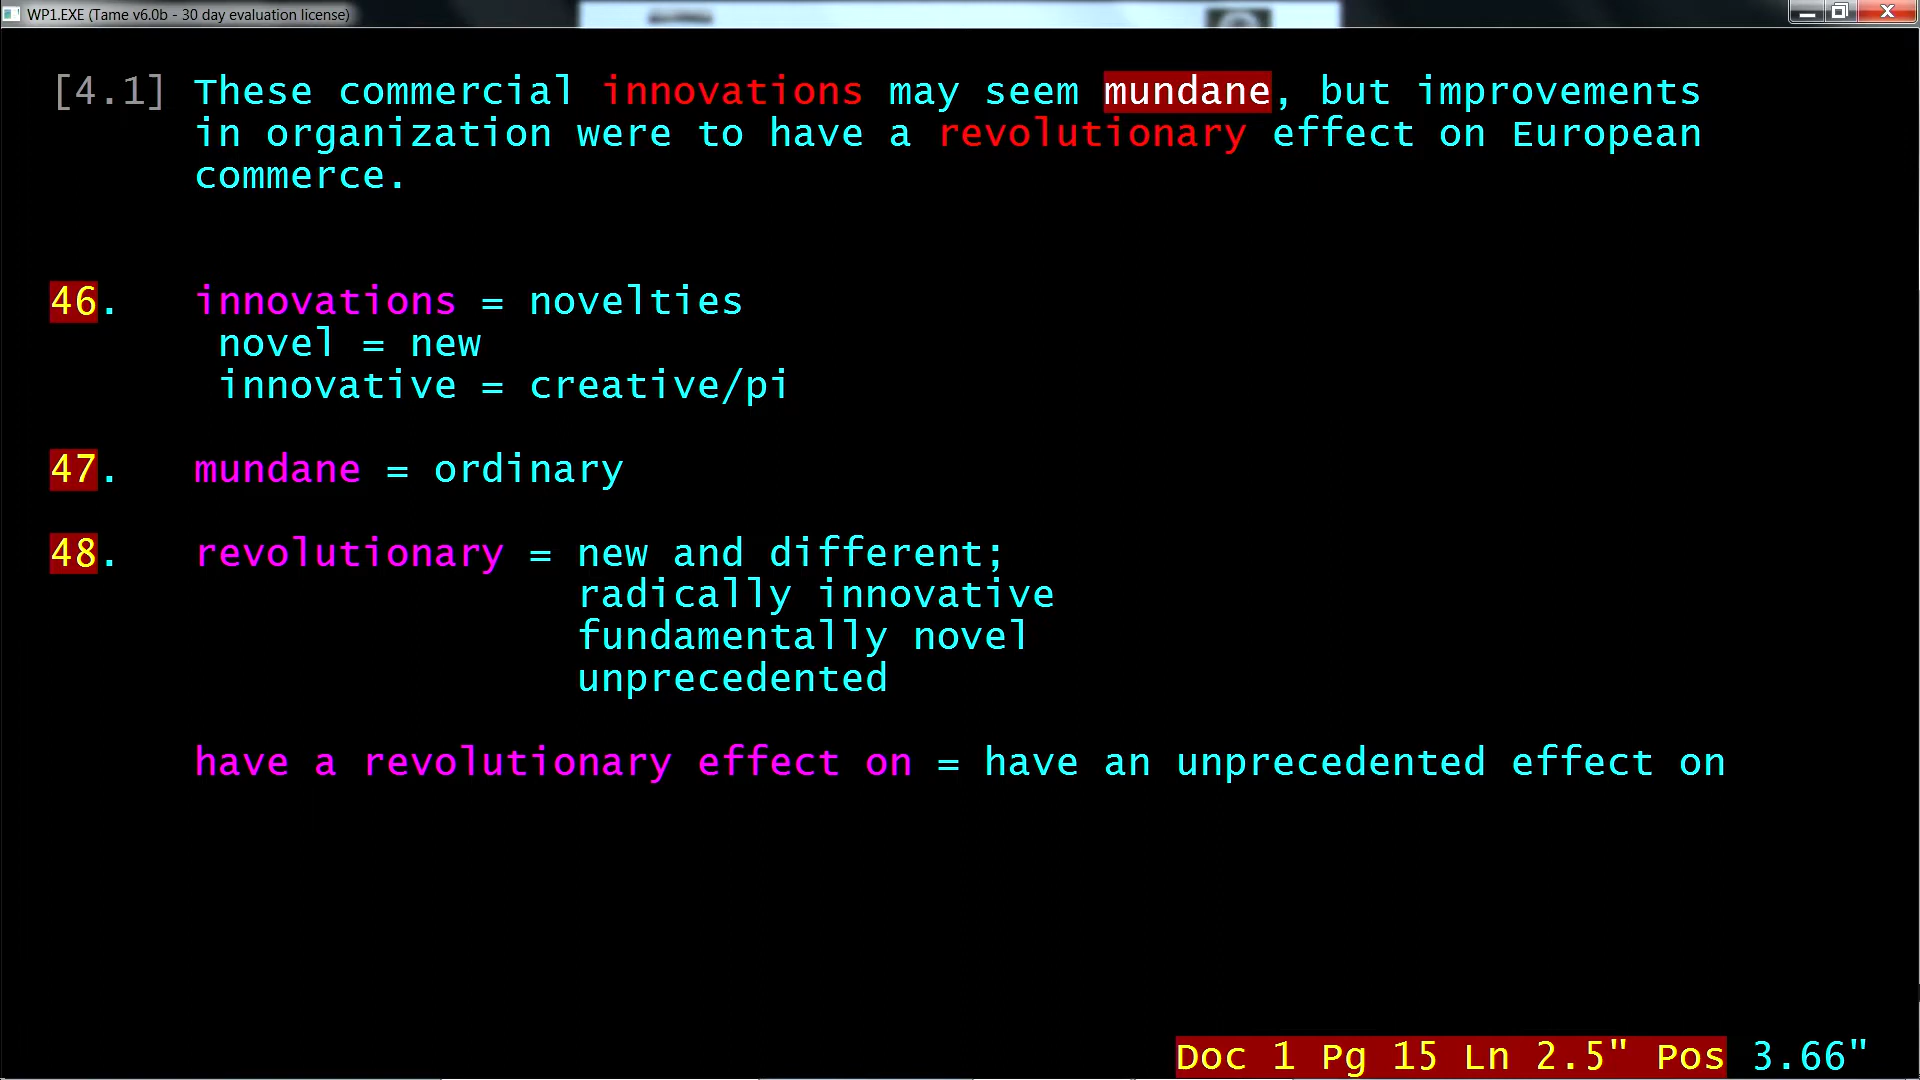 WP1.EXE (Tame v6.0b - 30 day evaluation license)
[4.1] These commercial innovations may seem mundane, but improvements
in organization were to have a revolutionary effect on European
commerce.
46. innovations = novelties
novel = new
innovative = creative/pi
47. mundane = ordinary
48. revolutionary = new and different;
radically innovative
fundamentally novel
unprecedented
have a revolutionary effect on = have an unprecedented effect on
Doc 1 Pg 15 Ln 2.5" Pos 3.66"